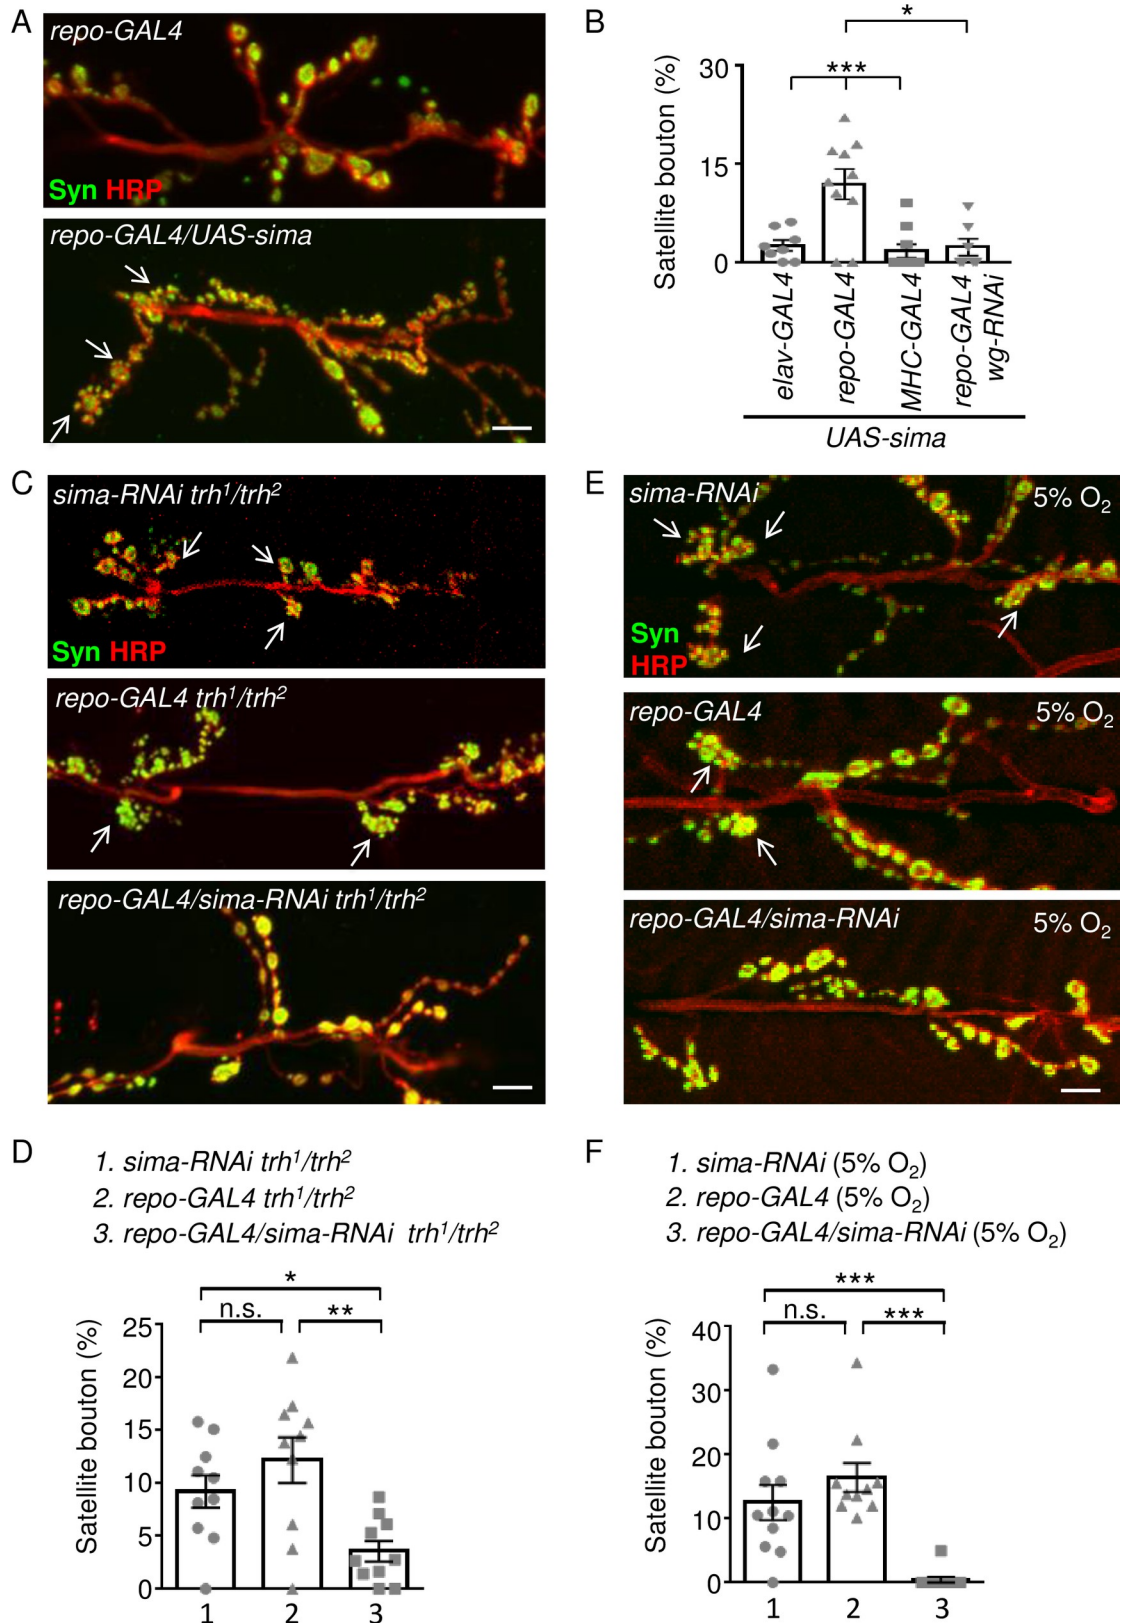 A
repo-GAL4
Syn HRP
repo-GAL4/UAS-sima
B
*
***
Satellite bouton (%)
30
15
0
elav-GAL4
repo-GAL4
MHC-GAL4
repo-GAL4
wg-RNAi
UAS-sima
C
sima-RNAi trh¹/trh²
Syn HRP
repo-GAL4 trh¹/trh²
repo-GAL4/sima-RNAi trh¹/trh²
E
sima-RNAi 5% O₂
Syn
HRP
repo-GAL4 5% O₂
repo-GAL4/sima-RNAi 5% O₂
D
1. sima-RNAi trh¹/trh²
2. repo-GAL4 trh¹/trh²
3. repo-GAL4/sima-RNAi trh¹/trh²
*
n.s. **
Satellite bouton (%)
25
20
15
10
5
0
1 2 3
F
1. sima-RNAi (5% O₂)
2. repo-GAL4 (5% O₂)
3. repo-GAL4/sima-RNAi (5% O₂)
***
n.s. ***
Satellite bouton (%)
40
30
20
10
0
1 2 3